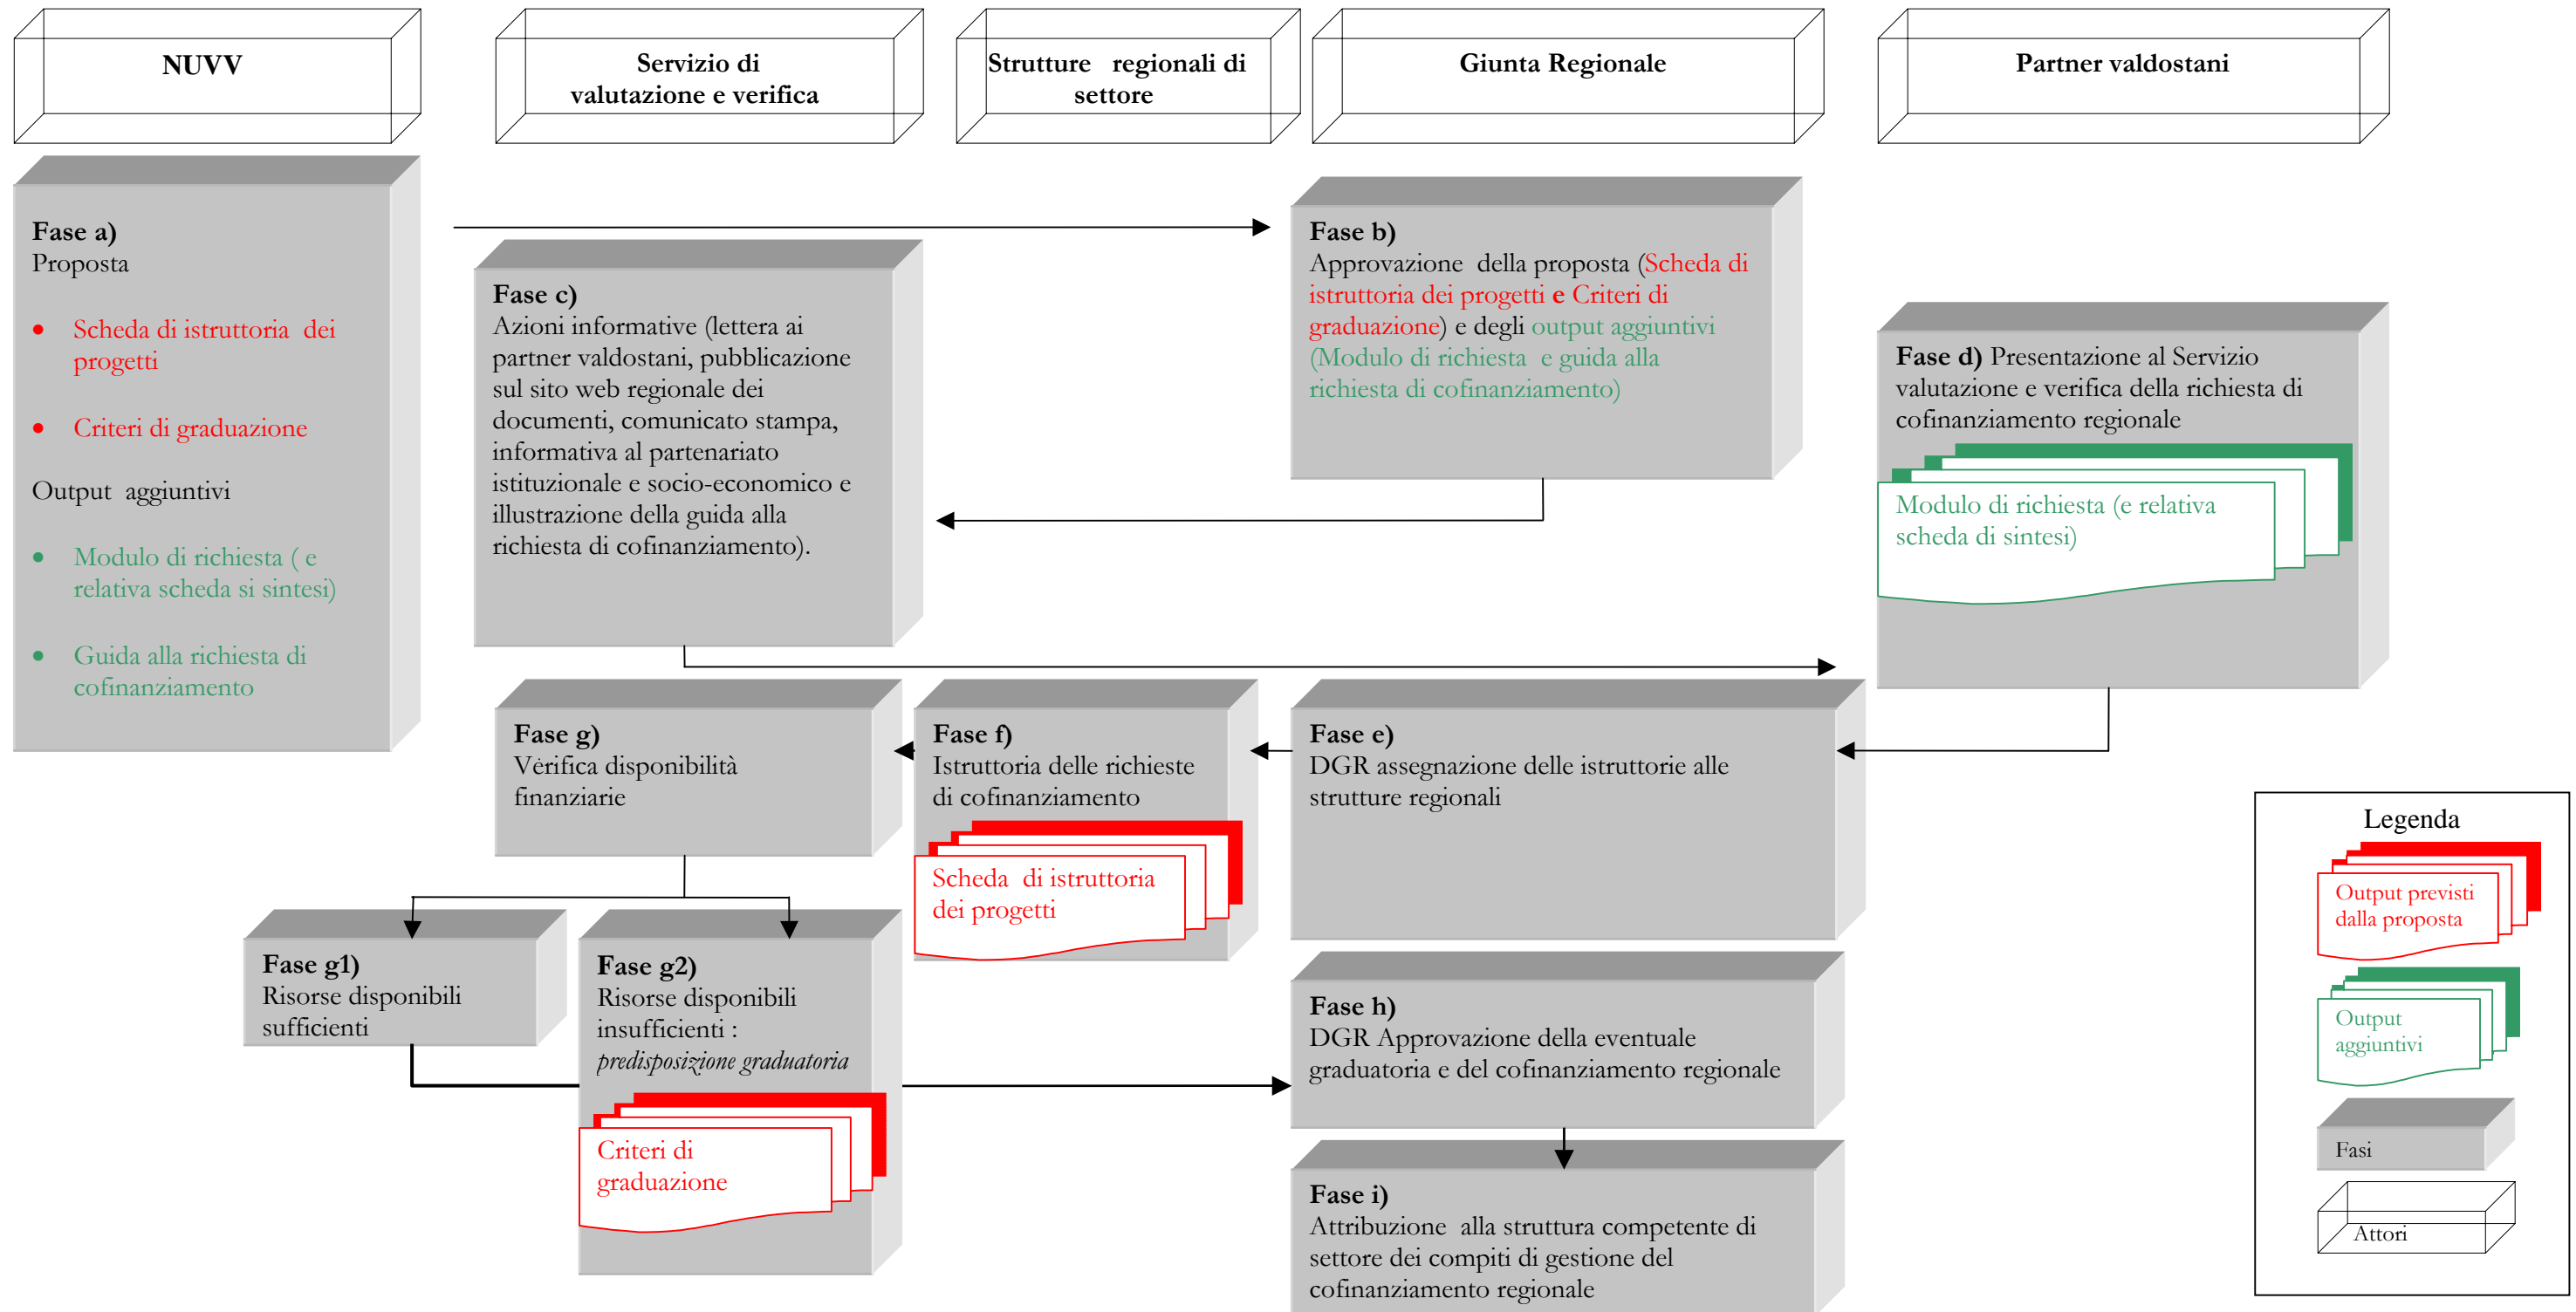 NUVV
Servizio di
valutazione e verifica
Strutture regionali di
settore
Giunta Regionale
Partner valdostani
Fase a)
Proposta
• Scheda di istruttoria dei
progetti
• Criteri di graduazione
Output aggiuntivi
• Modulo di richiesta ( e
relativa scheda si sintesi)
• Guida alla richiesta di
cofinanziamento
Fase b)
Approvazione della proposta (Scheda di
istruttoria dei progetti e Criteri di
graduazione) e degli output aggiuntivi
(Modulo di richiesta e guida alla
richiesta di cofinanziamento)
Fase c)
Azioni informative (lettera ai
partner valdostani, pubblicazione
sul sito web regionale dei
documenti, comunicato stampa,
informativa al partenariato
istituzionale e socio-economico e
illustrazione della guida alla
richiesta di cofinanziamento).
Fase d) Presentazione al Servizio
valutazione e verifica della richiesta di
cofinanziamento regionale
Modulo di richiesta (e relativa
scheda di sintesi)
Fase g)
Verifica disponibilità
finanziarie
Fase f)
Istruttoria delle richieste
di cofinanziamento
Scheda di istruttoria
dei progetti
Fase e)
DGR assegnazione delle istruttorie alle
strutture regionali
Fase g1)
Risorse disponibili
sufficienti
Fase g2)
Risorse disponibili
insufficienti :
predisposizione graduatoria
Criteri di
graduazione
Fase h)
DGR Approvazione della eventuale
graduatoria e del cofinanziamento regionale
Fase i)
Attribuzione alla struttura competente di
settore dei compiti di gestione del
cofinanziamento regionale
Legenda
Output previsti
dalla proposta
Output
aggiuntivi
Fasi
Attori